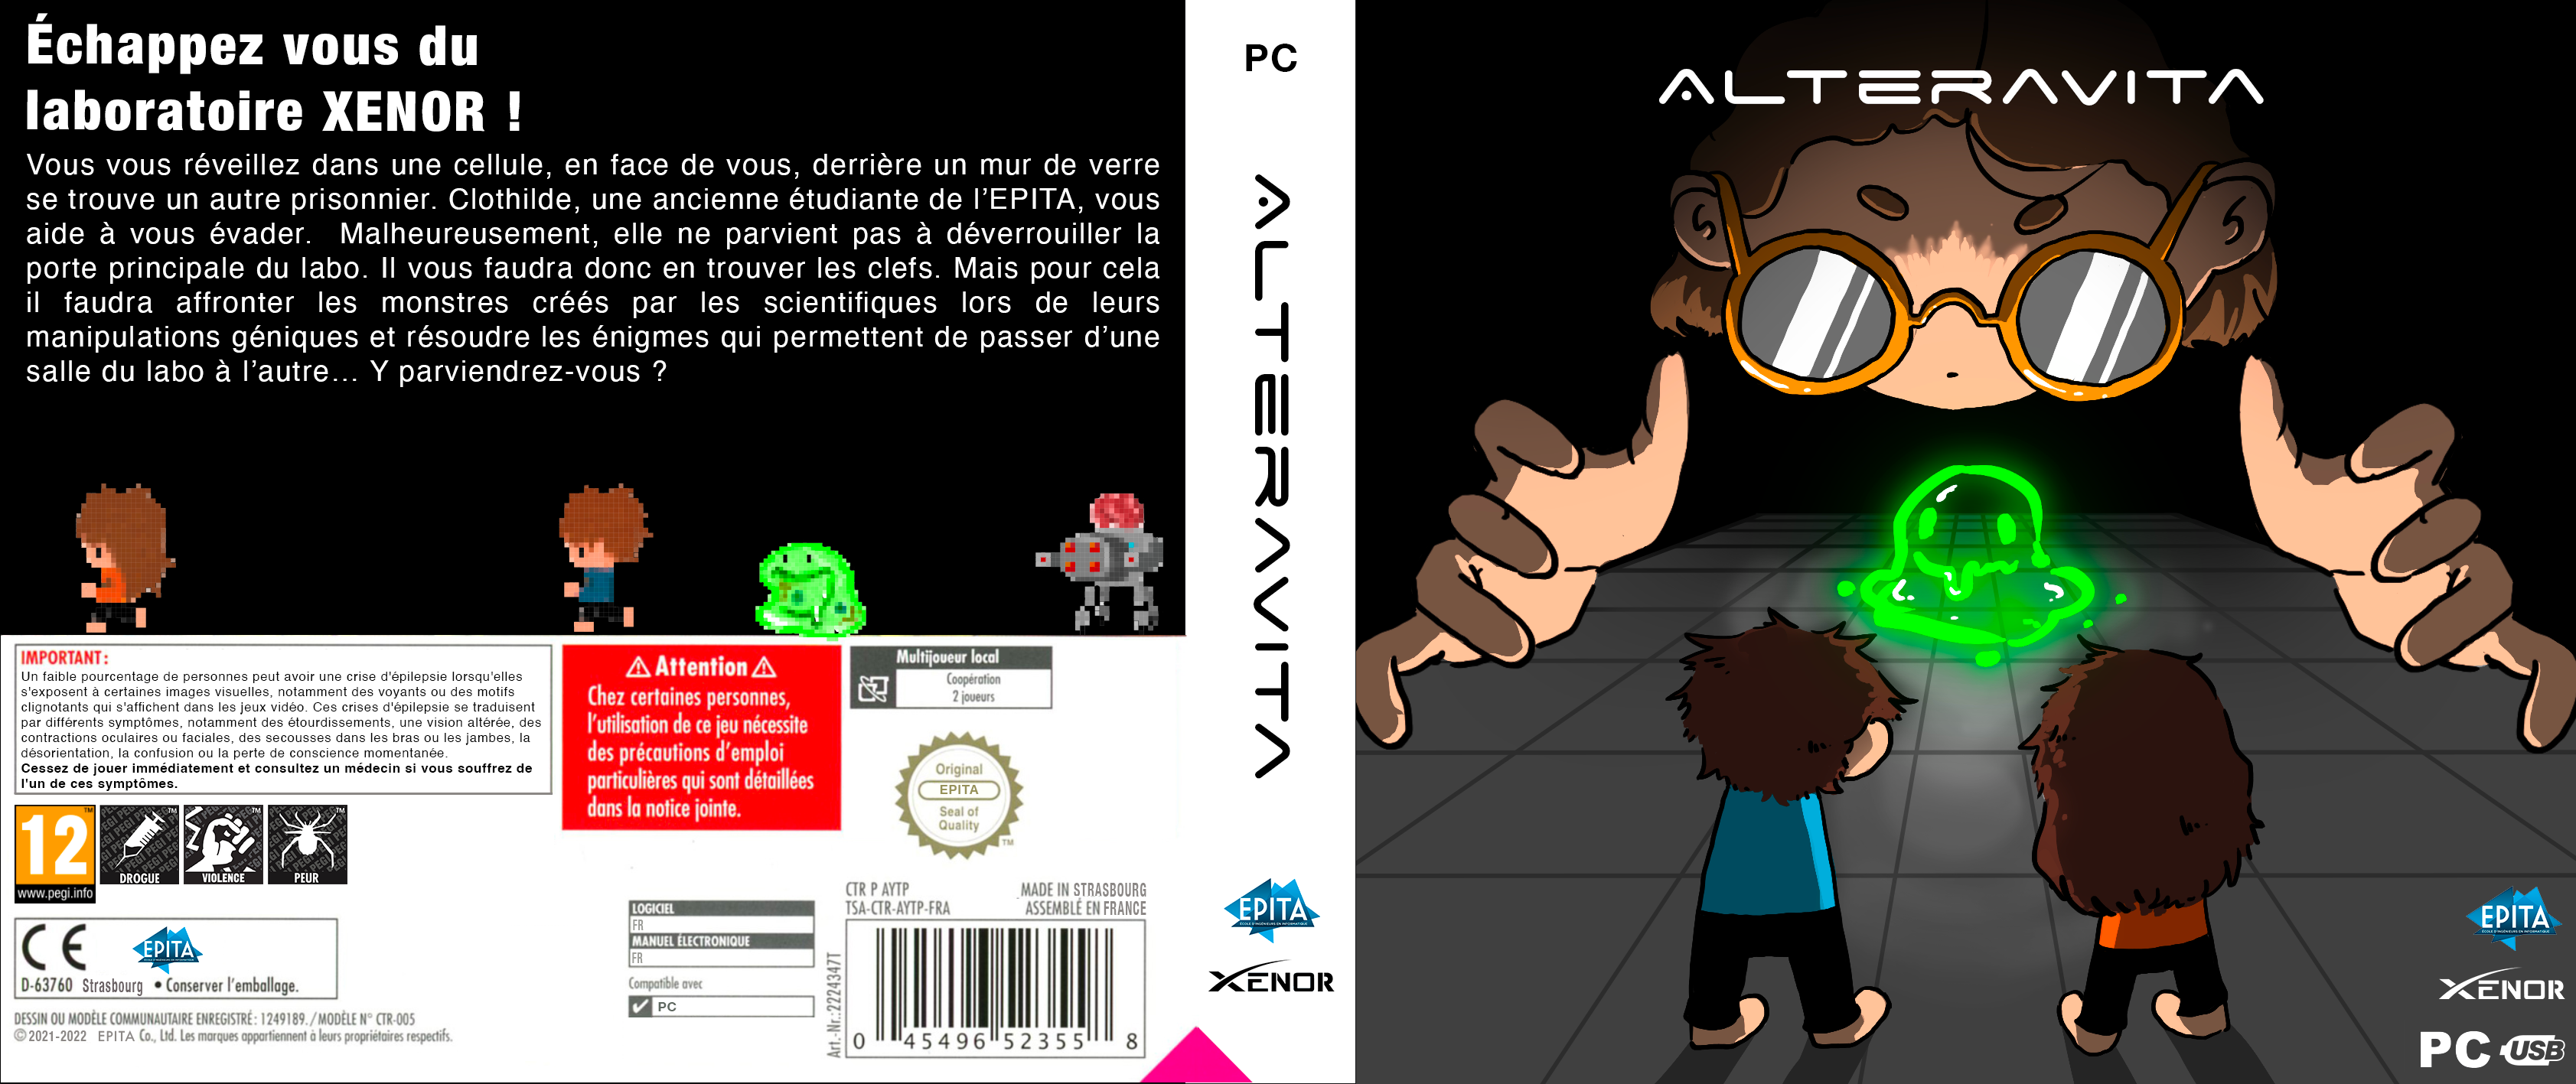 Échappez vous du
laboratoire XENOR !
Vous vous réveillez dans une cellule, en face de vous, derrière un mur de verre
se trouve un autre prisonnier. Clothilde, une ancienne étudiante de l’EPITA, vous
aide à vous évader. Malheureusement, elle ne parvient pas à déverrouiller la
porte principale du labo. Il vous faudra donc en trouver les clefs. Mais pour cela
il faudra affronter les monstres créés par les scientifiques lors de leurs
manipulations géniques et résoudre les énigmes qui permettent de passer d’une
salle du labo à l’autre… Y parviendrez-vous ?
IMPORTANT:
Un faible pourcentage de personnes peut avoir une crise d'épilepsie lorsqu'elles
s'exposent à certaines images visuelles, notamment des voyants ou des motifs
clignotants qui s'affichent dans les jeux vidéo. Ces crises d'épilepsie se traduisent
par différents symptômes, notamment des étourdissements, une vision altérée, des
contractions oculaires ou faciales, des secousses dans les bras ou les jambes, la
désorientation, la confusion ou la perte de conscience momentanée.
Cessez de jouer immédiatement et consultez un médecin si vous souffrez de
l'un de ces symptômes.
12
www.pegi.info
DROGUE
VIOLENCE
PEUR
CE
EPITA
D-63760 Strasbourg • Conserver l'emballage.
DESSIN OU MODÈLE COMMUNAUTAIRE ENREGISTRÉ: 1249189./MODÈLE N° CTR-005
© 2021-2022 EPITA Co., Ltd. Les marques appartiennent à leurs propriétaires respectifs.
⚠ Attention ⚠
Chez certaines personnes,
l'utilisation de ce jeu nécessite
des précautions d'emploi
particulières qui sont détaillées
dans la notice jointe.
Multijoueur local
Coopération
2 joueurs
Original
EPITA
Seal of
Quality
TM
LOGICIEL
FR
MANUEL ÉLECTRONIQUE
FR
Compatible avec
PC
CTR P AYTP
TSA-CTR-AYTP-FRA
MADE IN STRASBOURG
ASSEMBLÉ EN FRANCE
Art.-Nr.:2224347T
0 45496 52355 8
PC
ALTERAVITA
EPITA
XENOR
ALTERAVITA
EPITA
XENOR
PC USB